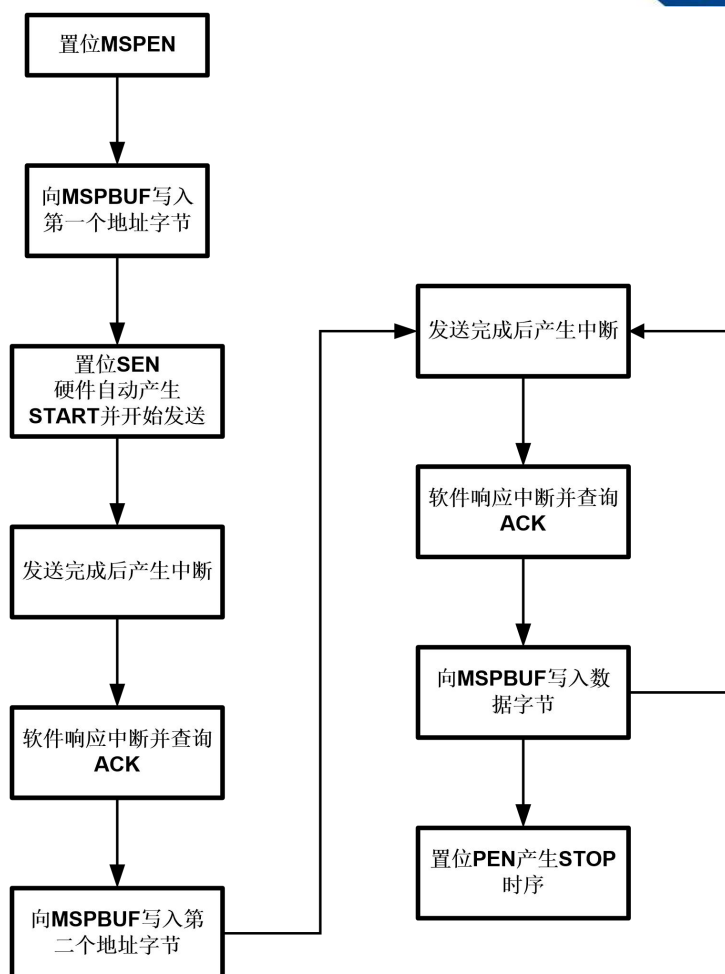 置位MSPEN
向MSPBUF写入
第一个地址字节
置位SEN
硬件自动产生
START并开始发送
发送完成后产生中断
软件响应中断并查询
ACK
向MSPBUF写入第
二个地址字节
发送完成后产生中断
软件响应中断并查询
ACK
向MSPBUF写入数
据字节
置位PEN产生STOP
时序